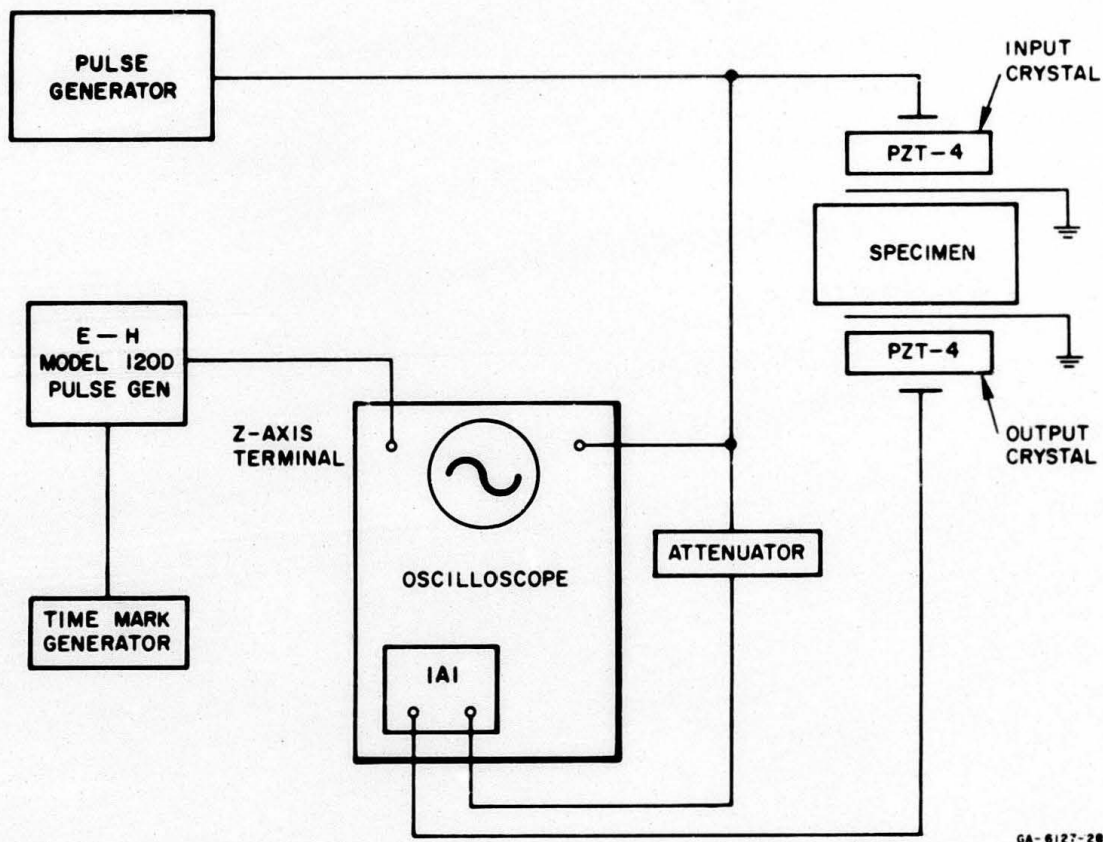 PULSE
GENERATOR
INPUT
CRYSTAL
PZT-4
SPECIMEN
PZT-4
OUTPUT
CRYSTAL
E-H
MODEL 120D
PULSE GEN
Z-AXIS
TERMINAL
OSCILLOSCOPE
ATTENUATOR
TIME MARK
GENERATOR
1A1
GA-6127-28